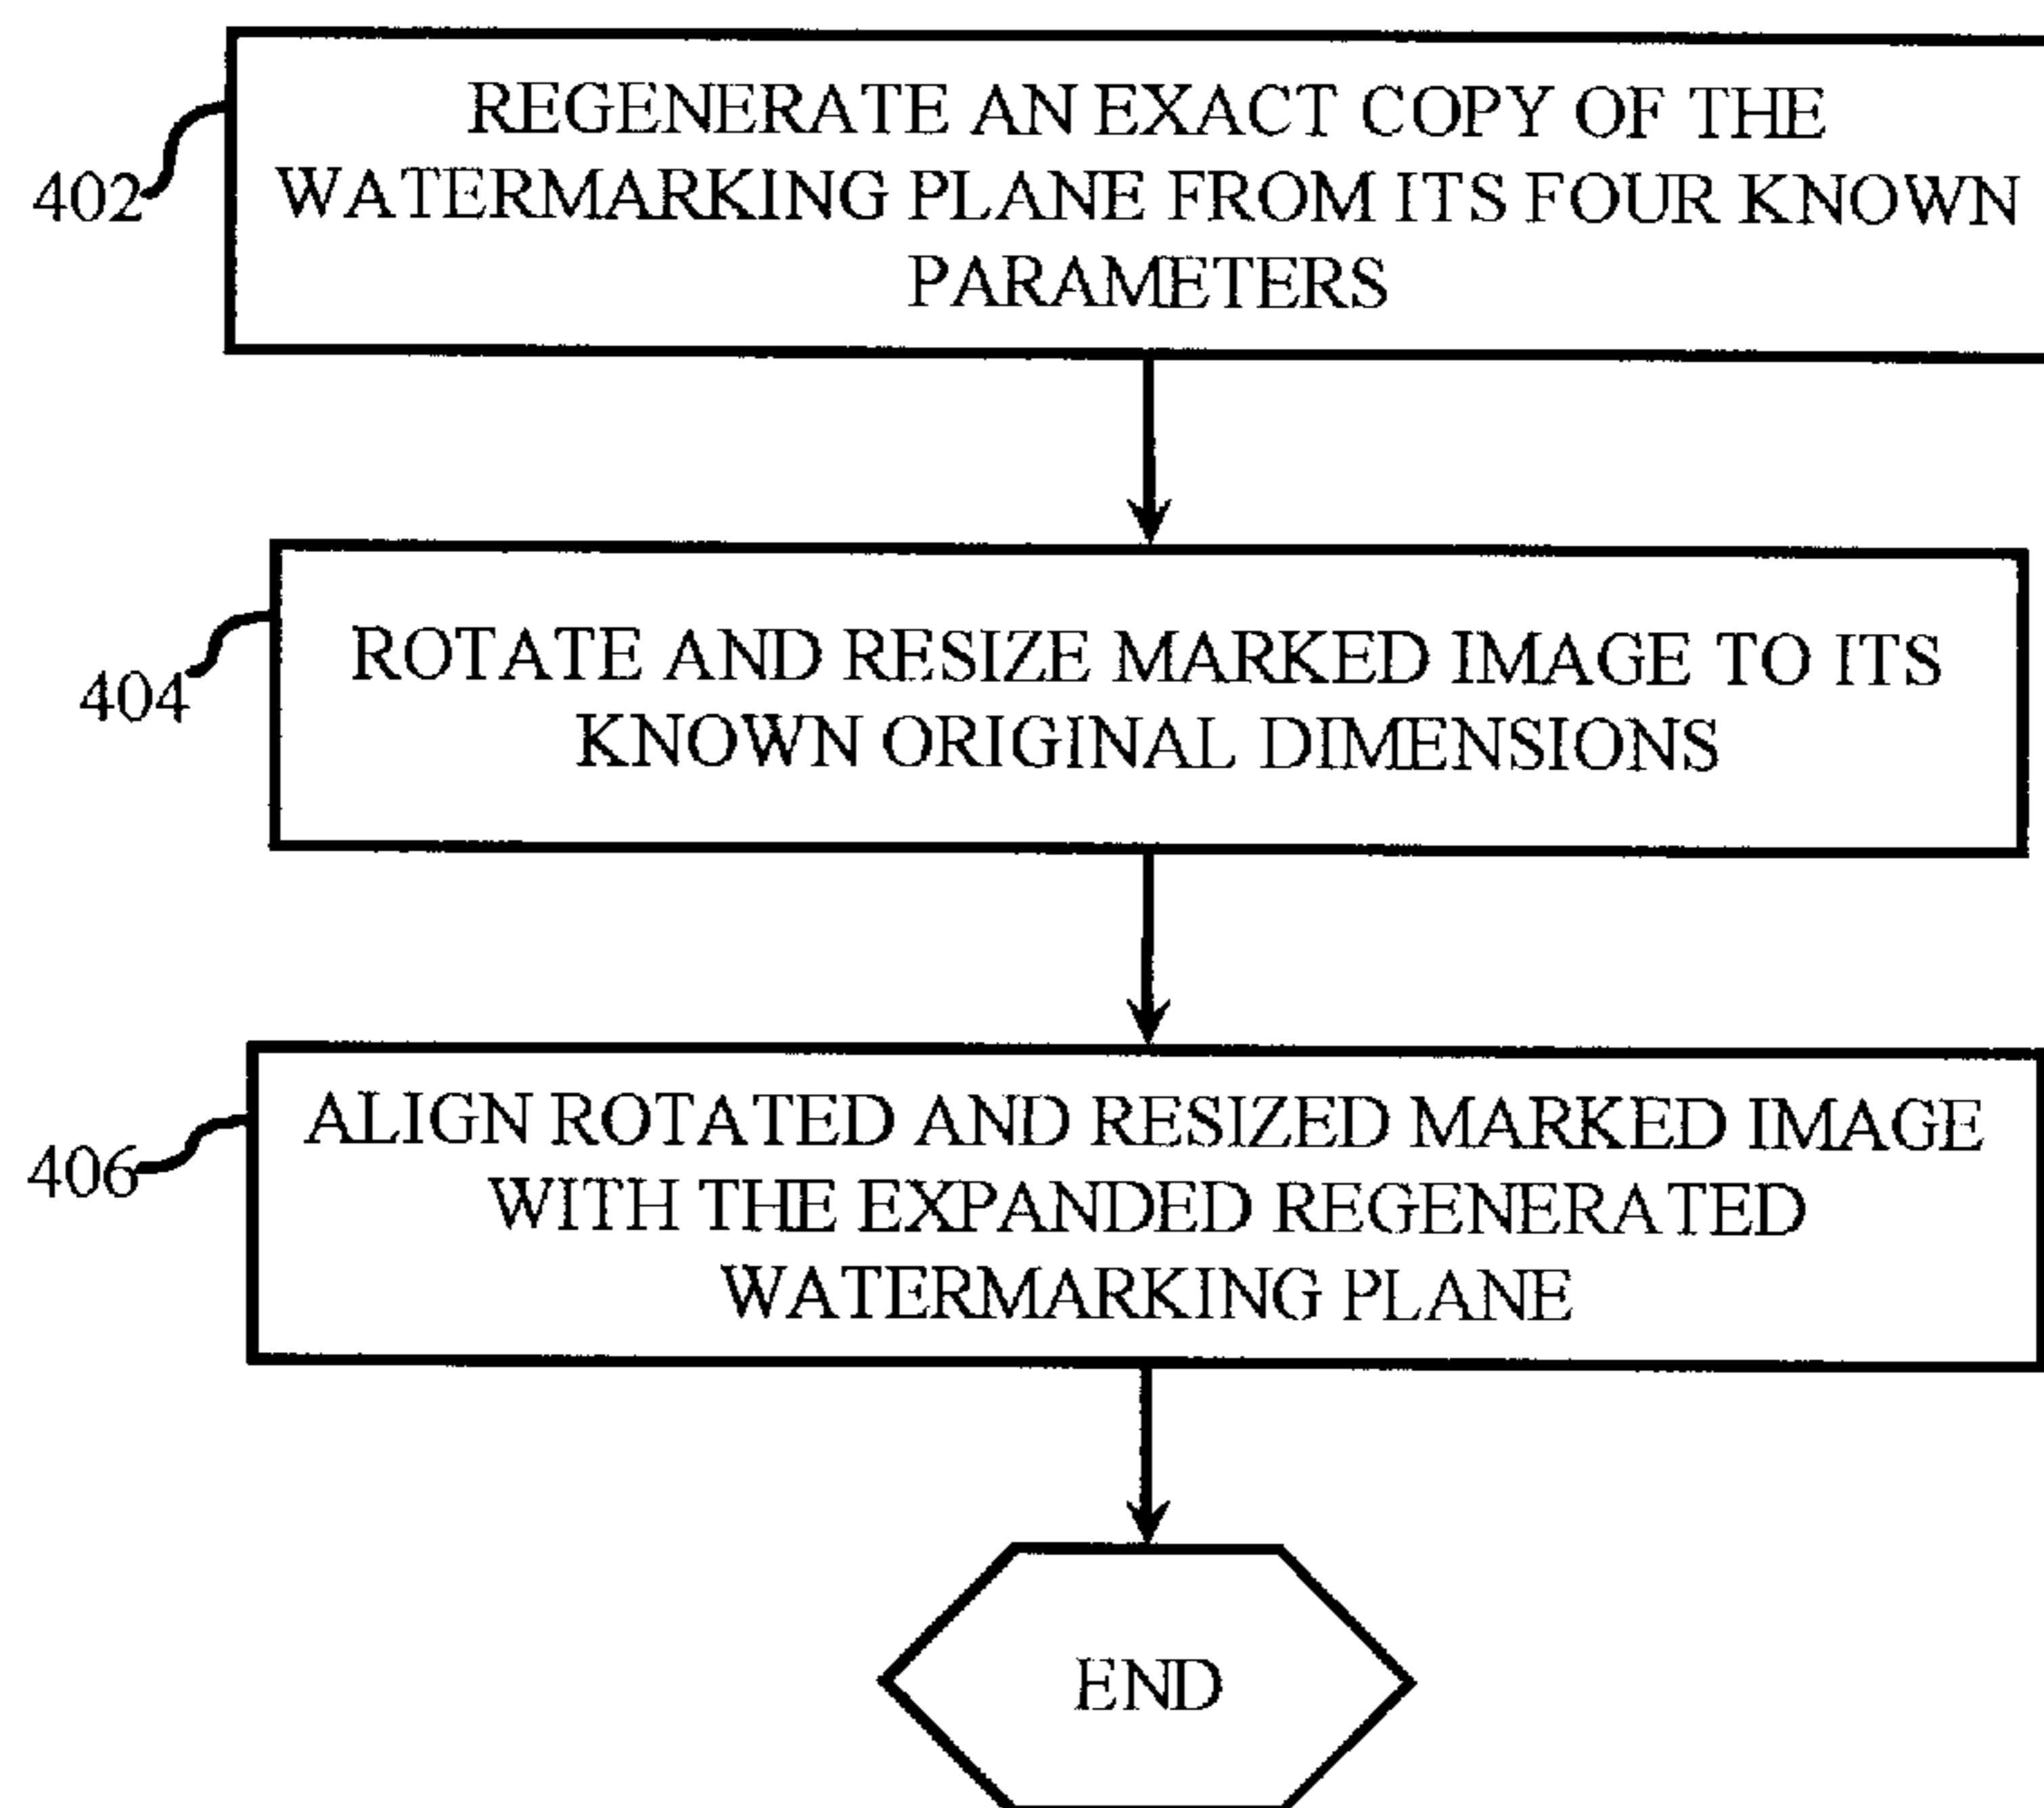 REGENERATE AN EXACT COPY OF THE
WATERMARKING PLANE FROM ITS FOUR KNOWN
PARAMETERS
402
ROTATE AND RESIZE MARKED IMAGE TO ITS
KNOWN ORIGINAL DIMENSIONS
404
ALIGN ROTATED AND RESIZED MARKED IMAGE
WITH THE EXPANDED REGENERATED
WATERMARKING PLANE
406
END